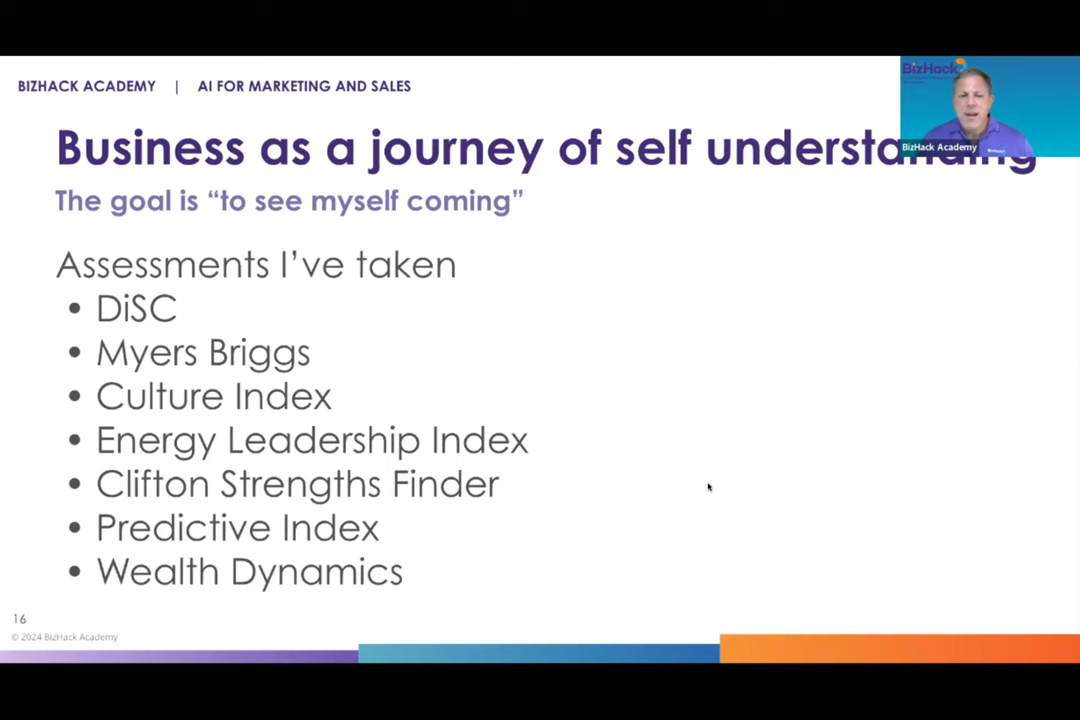 BIZHACK ACADEMY | AI FOR MARKETING AND SALES
BizHack
Business as a journey of self understanding
BizHack Academy
The goal is “to see myself coming”
Assessments I’ve taken
• DiSC
• Myers Briggs
• Culture Index
• Energy Leadership Index
• Clifton Strengths Finder
• Predictive Index
• Wealth Dynamics
16
© 2024 BizHack Academy